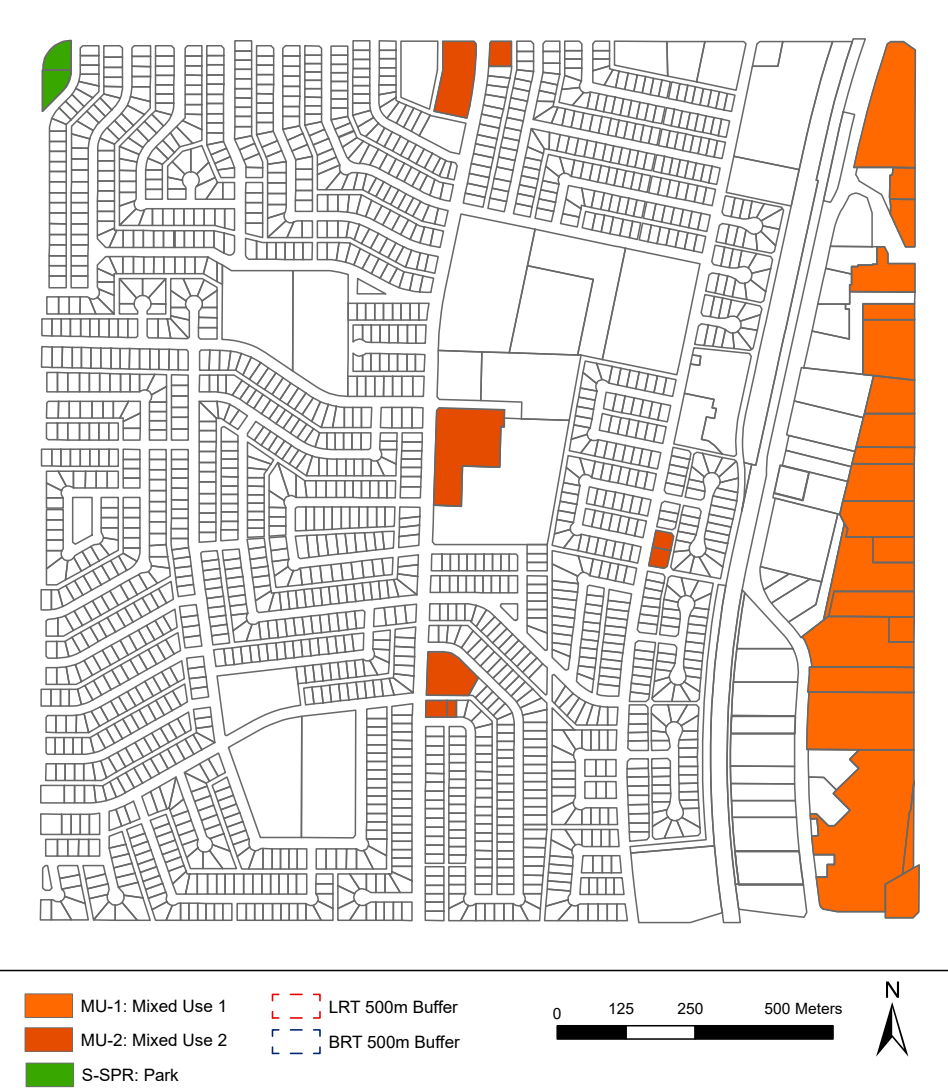 MU-1: Mixed Use 1
MU-2: Mixed Use 2
S-SPR: Park
LRT 500m Buffer
BRT 500m Buffer
0 125 250 500 Meters
N